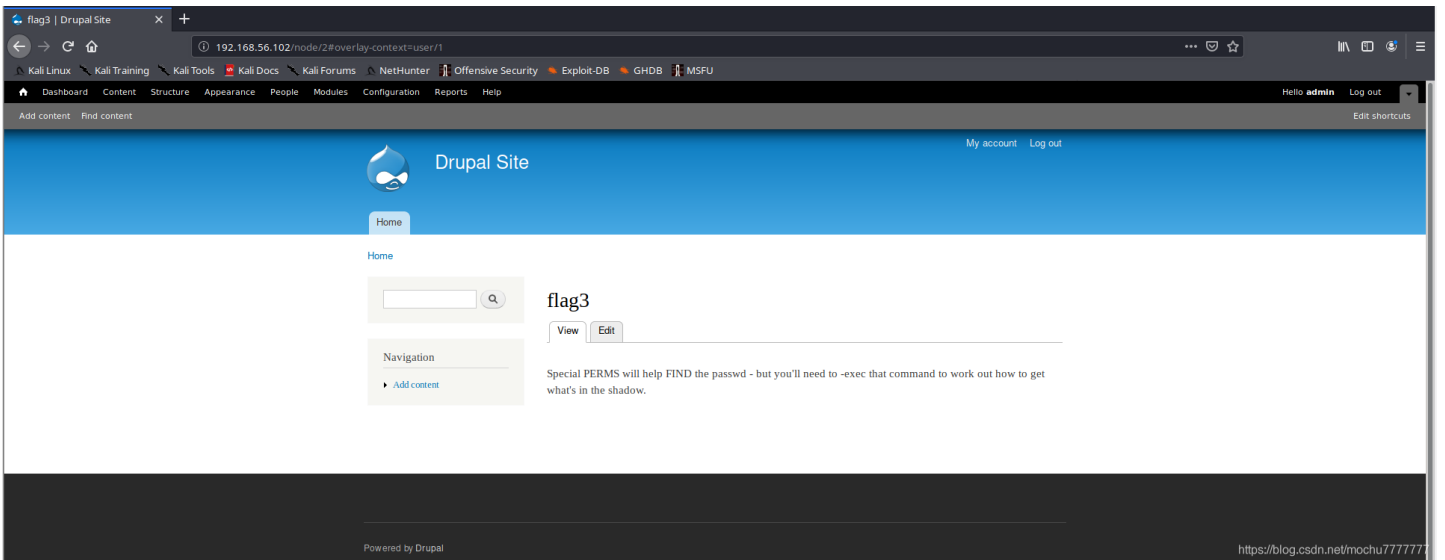 flag3 | Drupal Site
192.168.56.102/node/2#overlay-context=user/1
Kali Linux Kali Training Kali Tools Kali Docs Kali Forums NetHunter Offensive Security Exploit-DB GHDB MSFU
Dashboard Content Structure Appearance People Modules Configuration Reports Help Hello admin Log out
Add content Find content Edit shortcuts
My account Log out
Drupal Site
Home
Home
flag3
View Edit
Navigation
Add content
Special PERMS will help FIND the passwd - but you'll need to -exec that command to work out how to get
what's in the shadow.
Powered by Drupal
https://blog.csdn.net/mochu7777777